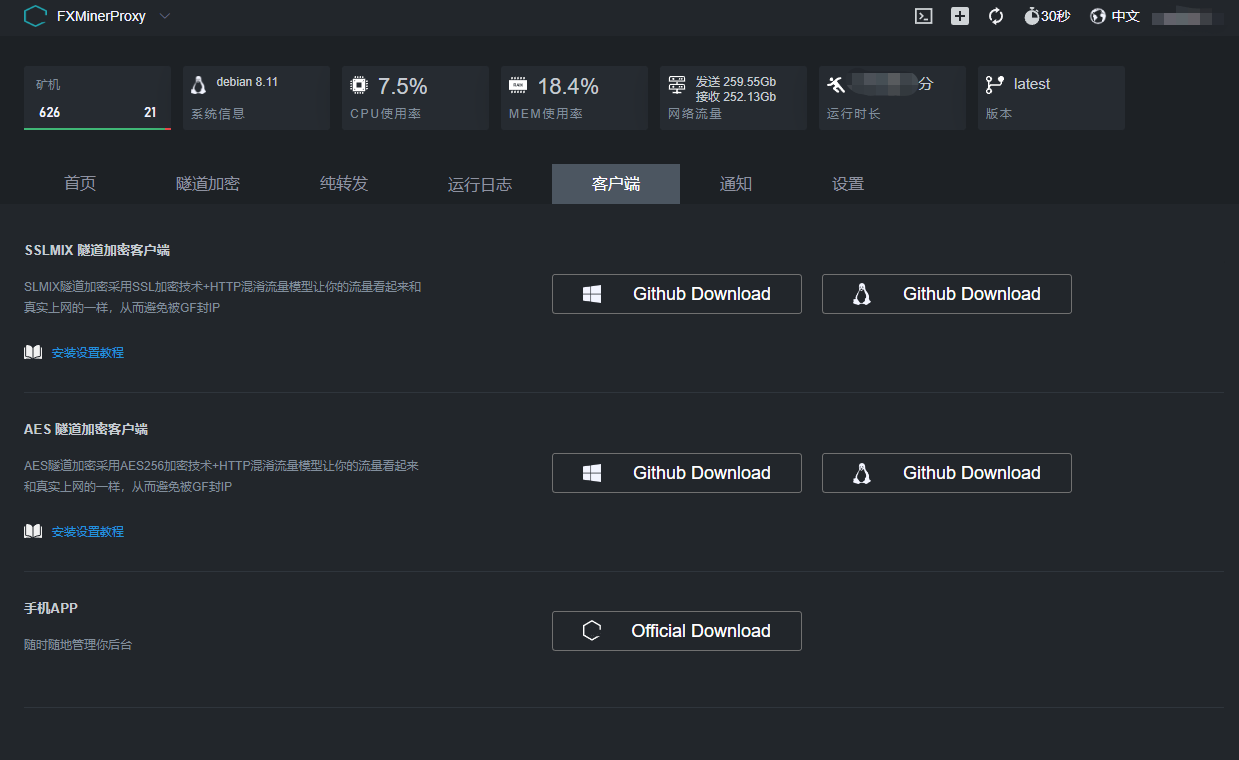 FXMinerProxy
30秒
中文
矿机
626 21
debian 8.11
系统信息
7.5%
CPU使用率
18.4%
MEM使用率
发送 259.55Gb
接收 252.13Gb
网络流量
分
运行时长
latest
版本
首页 隧道加密 纯转发 运行日志 客户端 通知 设置
SSLMIX 隧道加密客户端
SLMIX隧道加密采用SSL加密技术+HTTP混淆流量模型让你的流量看起来和
真实上网的一样，从而避免被GF封IP
Github Download Github Download
安装设置教程
AES 隧道加密客户端
AES隧道加密采用AES256加密技术+HTTP混淆流量模型让你的流量看起来
和真实上网的一样，从而避免被GF封IP
Github Download Github Download
安装设置教程
手机APP
随时随地管理你后台
Official Download